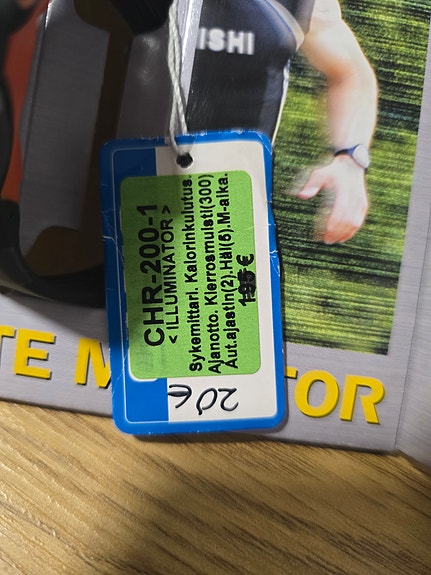 ISHI
CHR-200-1
< ILLUMINATOR >
Sykemittari. Kalorinkulutus.
Ajanotto. Kierrosmuisti(300)
Aut.ajastin(2).Häl(5).M-aika.
195 €
20 €
TE M TOR